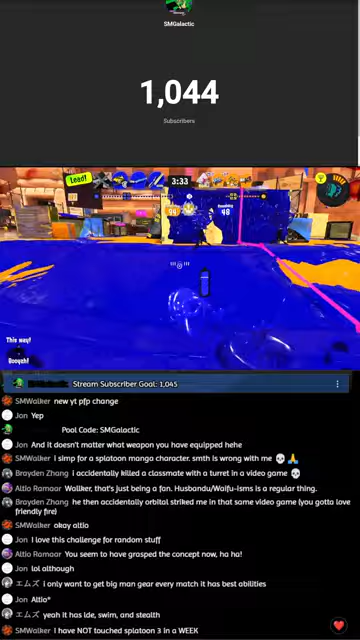 SMGalactic
1,044
Subscribers
Lead!
3:33
94
48
This way!
Booyah!
SMGalactic Stream Subscriber Goal: 1,045
SMWalker new yt pfp change
Jon Yep
Pool Code: SMGalactic
Jon And it doesn't matter what weapon you have equipped hehe
SMWalker I simp for a splatoon manga character. smth is wrong with me 💀 🙏
Brayden Zhang i accidentally killed a classmate with a turret in a video game 💀
Altio Ramaar Wallker, that's just being a fan. Husbandu/Waifu-isms is a regular thing.
Brayden Zhang he then accidentally orbital striked me in that same video game (you gotta love
friendly fire)
SMWalker okay altio
Jon I love this challenge for random stuff
Altio Ramaar You seem to have grasped the concept now, ha ha!
Jon lol although
エムズ i only want to get big man gear every match it has best abilities
Jon Altio*
エムズ yeah it has ide, swim, and stealth
SMWalker I have NOT touched splatoon 3 in a WEEK